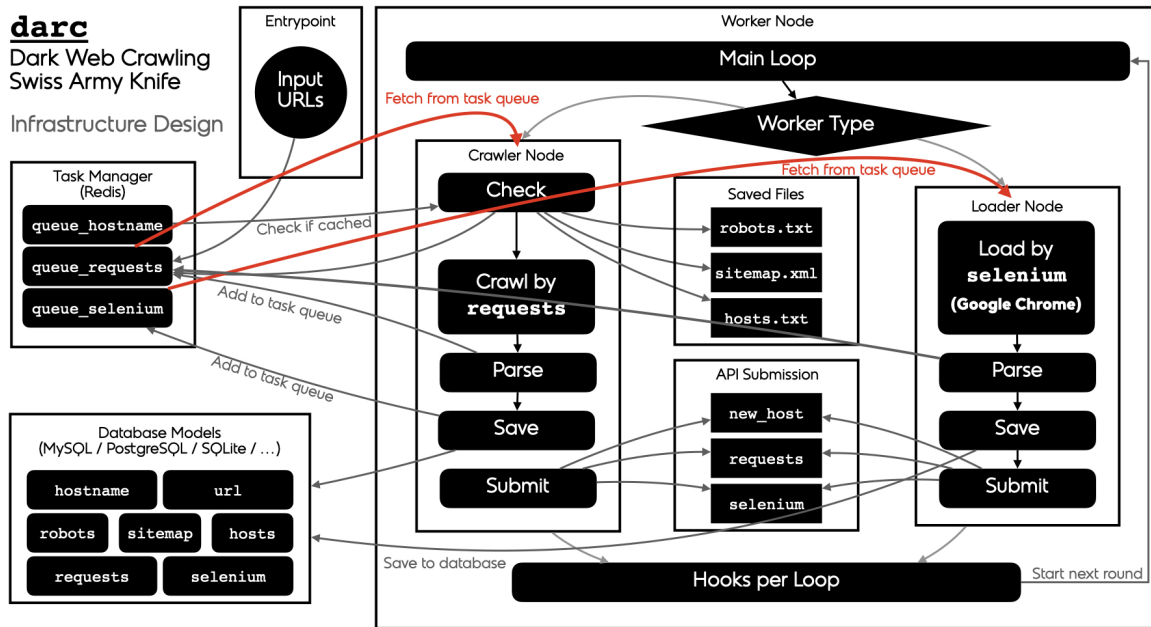 darc
Dark Web Crawling
Swiss Army Knife
Infrastructure Design
Entrypoint
Input
URLs
Task Manager
(Redis)
queue_hostname
queue_requests
queue_selenium
Database Models
(MySQL / PostgreSQL / SQLite / ...)
hostname
url
robots
sitemap
hosts
requests
selenium
Worker Node
Main Loop
Worker Type
Fetch from task queue
Fetch from task queue
Check if cached
Add to task queue
Add to task queue
Save to database
Crawler Node
Check
Crawl by
requests
Parse
Save
Submit
Saved Files
robots.txt
sitemap.xml
hosts.txt
API Submission
new_host
requests
selenium
Loader Node
Load by
selenium
(Google Chrome)
Parse
Save
Submit
Hooks per Loop
Start next round